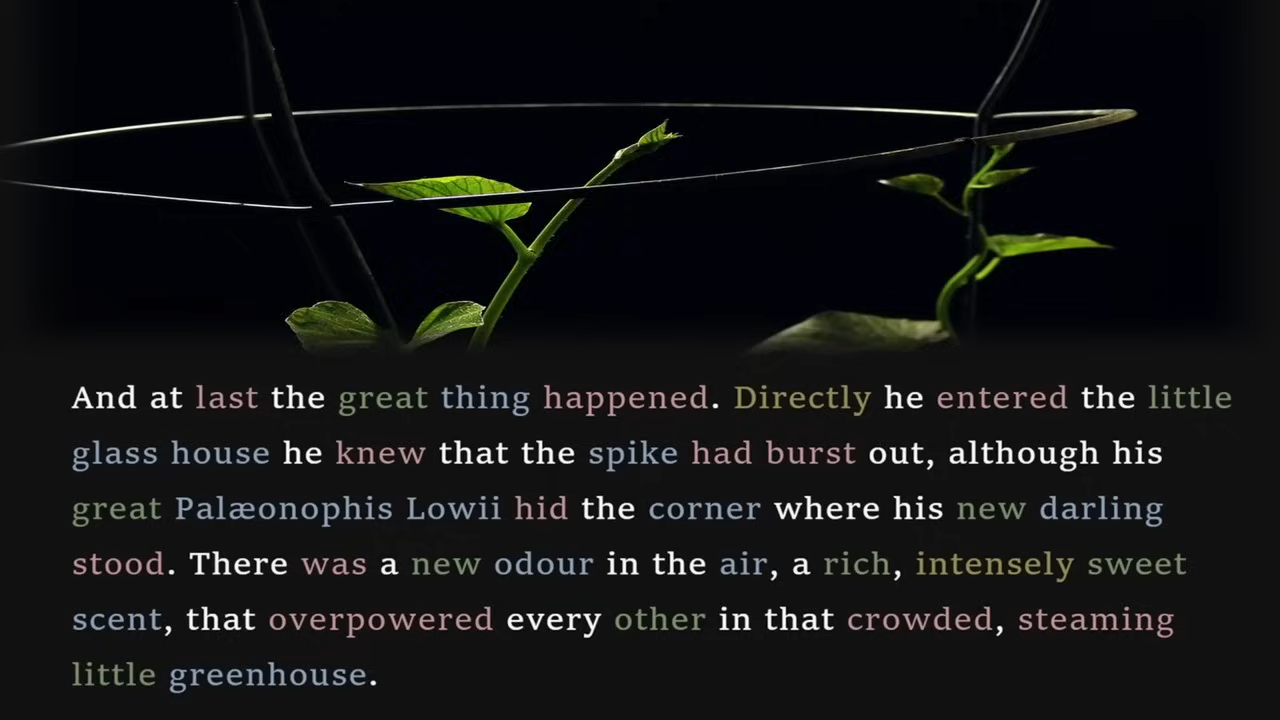 And at last the great thing happened. Directly he entered the little
glass house he knew that the spike had burst out, although his
great Palæonophis Lowii hid the corner where his new darling
stood. There was a new odour in the air, a rich, intensely sweet
scent, that overpowered every other in that crowded, steaming
little greenhouse.